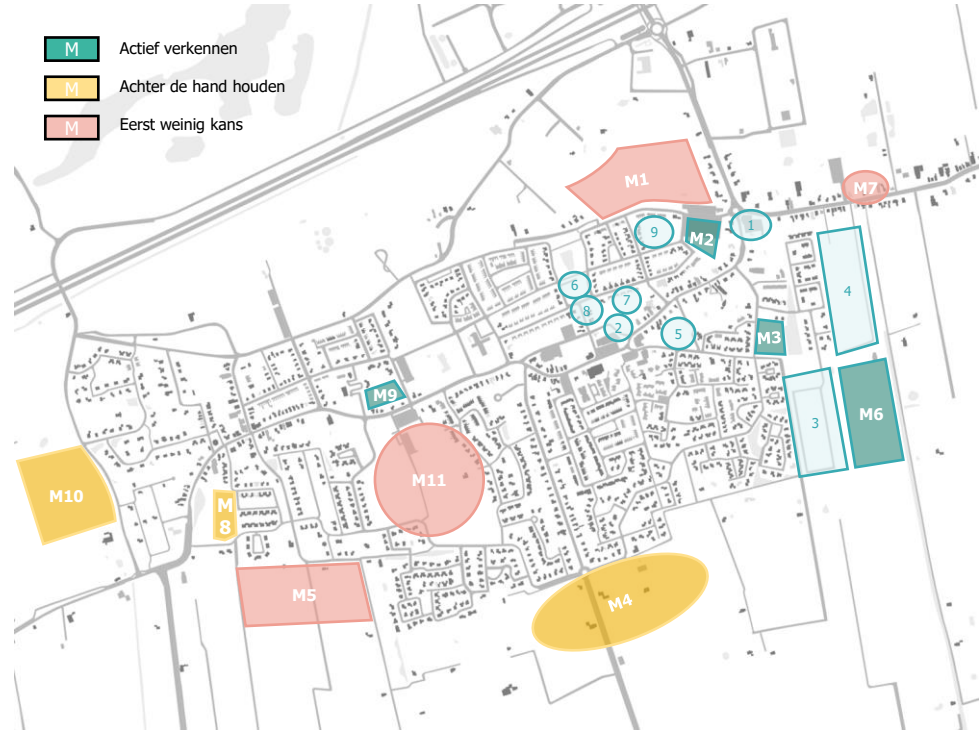 M Actief verkennen
M Achter de hand houden
M Eerst weinig kans
M1
M7
9
M2
1
6
7
4
8
2
5
M3
M9
M6
3
M10
M11
M
8
M5
M4